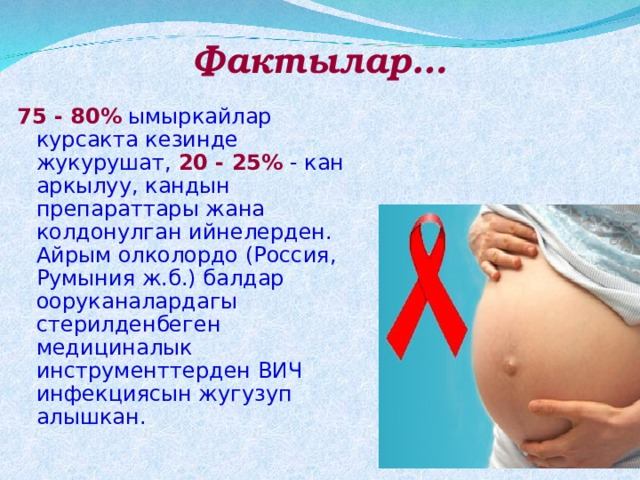 Фактылар...
75 - 80% ымыркайлар
курсакта кезинде
жукурушат, 20 - 25% - кан
аркылуу, кандын
препараттары жана
колдонулган ийнелерден.
Айрым олколордо (Россия,
Румыния ж.б.) балдар
ооруканалардагы
стерилденбеген
медициналык
инструменттерден ВИЧ
инфекциясын жугузуп
алышкан.